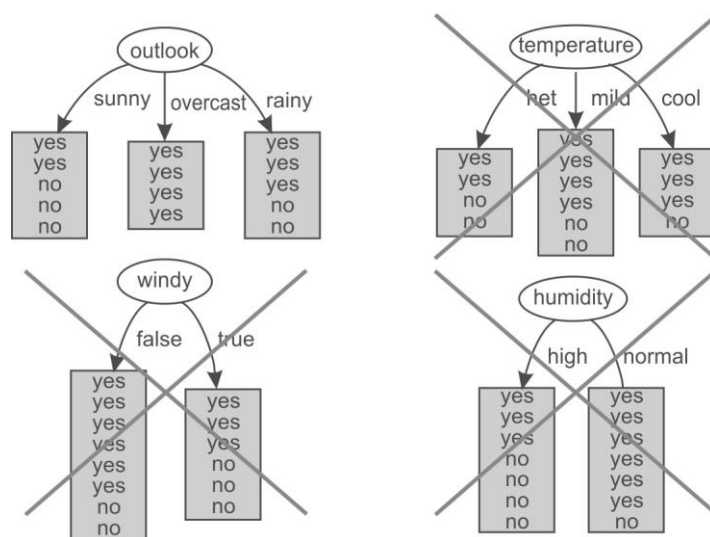 outlook
sunny
overcast
rainy
yes
yes
no
no
no
yes
yes
yes
yes
yes
yes
yes
no
no
temperature
het
mild
cool
yes
yes
no
no
yes
yes
yes
yes
no
no
yes
yes
yes
no
windy
false
true
yes
yes
yes
yes
yes
yes
no
no
yes
yes
yes
no
no
no
humidity
high
normal
yes
yes
yes
no
no
no
no
yes
yes
yes
yes
yes
yes
no